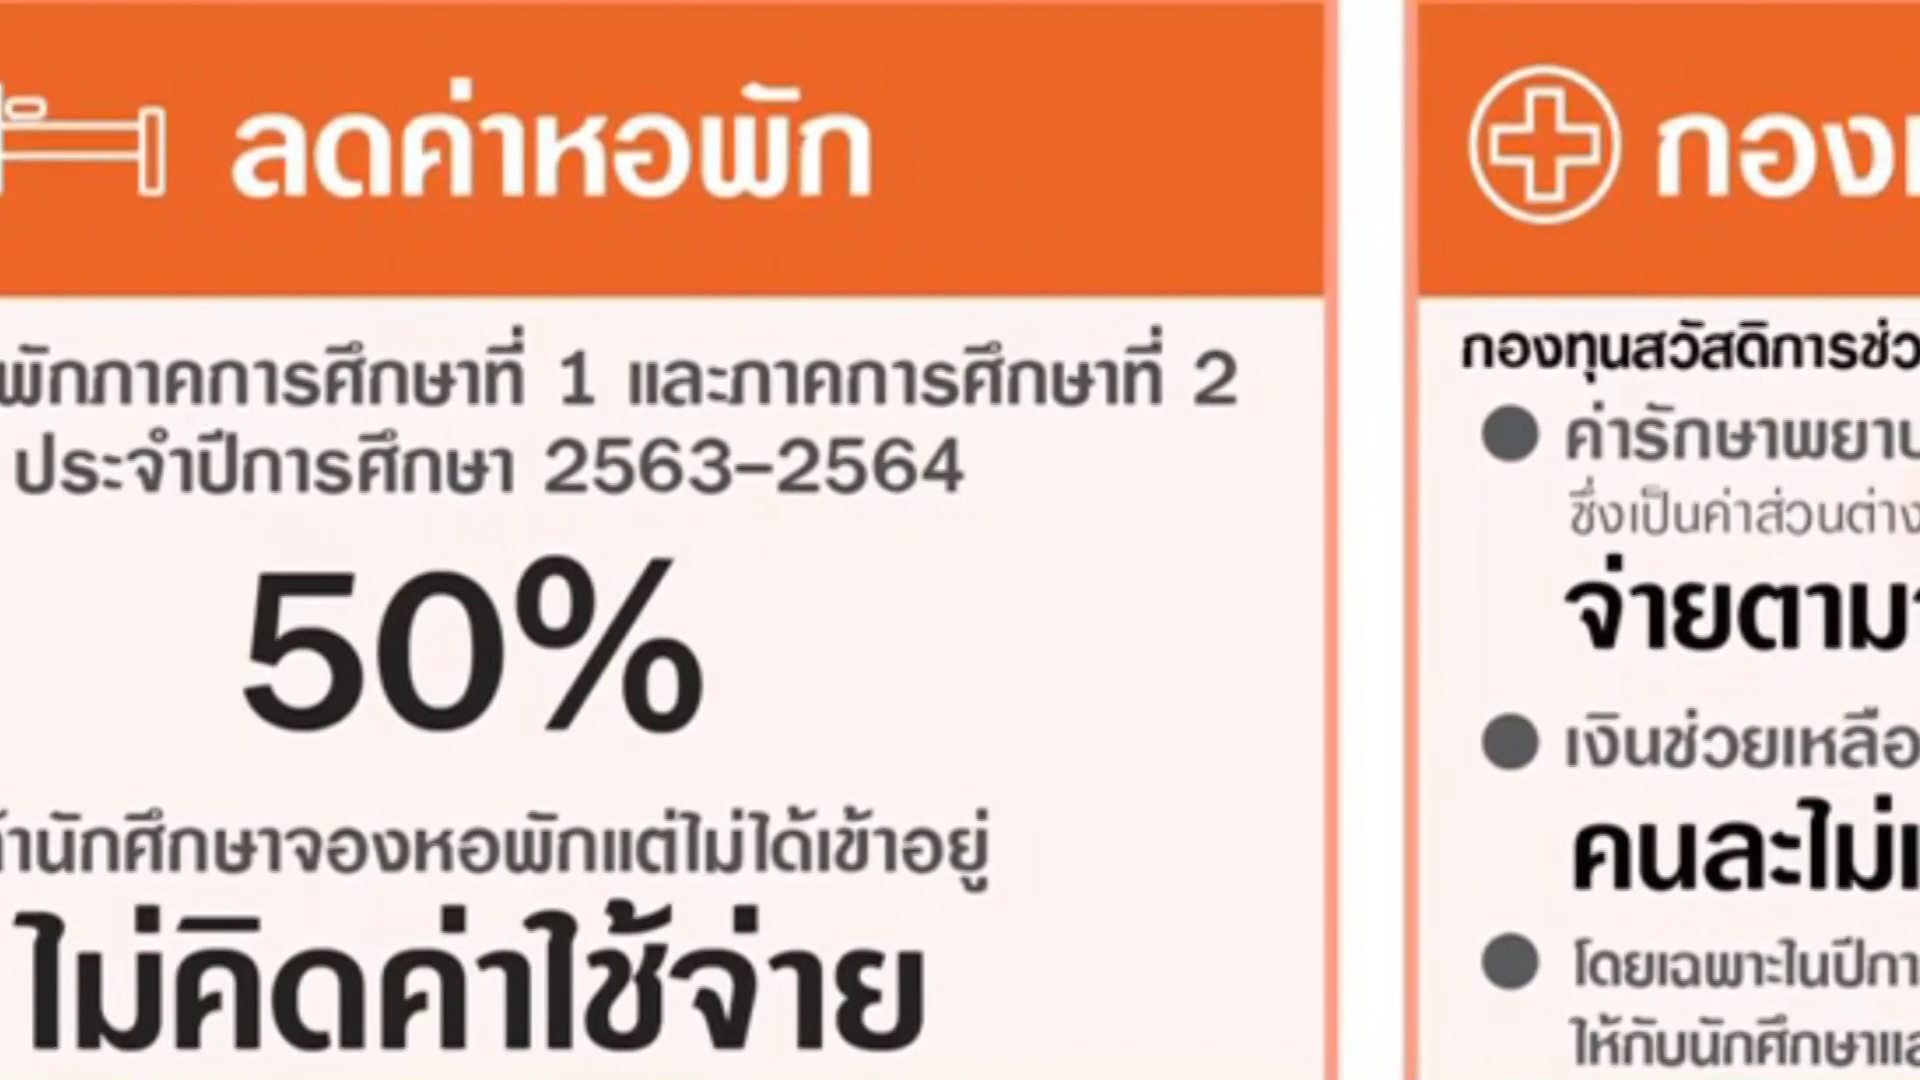 ลดค่าหอพัก
พักภาคการศึกษาที่ 1 และภาคการศึกษาที่ 2
ประจำปีการศึกษา 2563-2564
50%
นักศึกษาจองหอพักแต่ไม่ได้เข้าอยู่
ไม่คิดค่าใช้จ่าย
กอง
กองทุนสวัสดิการช่ว
ค่ารักษาพยาบ
ซึ่งเป็นค่าส่วนต่าง
จ่ายตาม
เงินช่วยเหลือ
คนละไม่เ
โดยเฉพาะในปีกา
ให้กับนักศึกษาแล